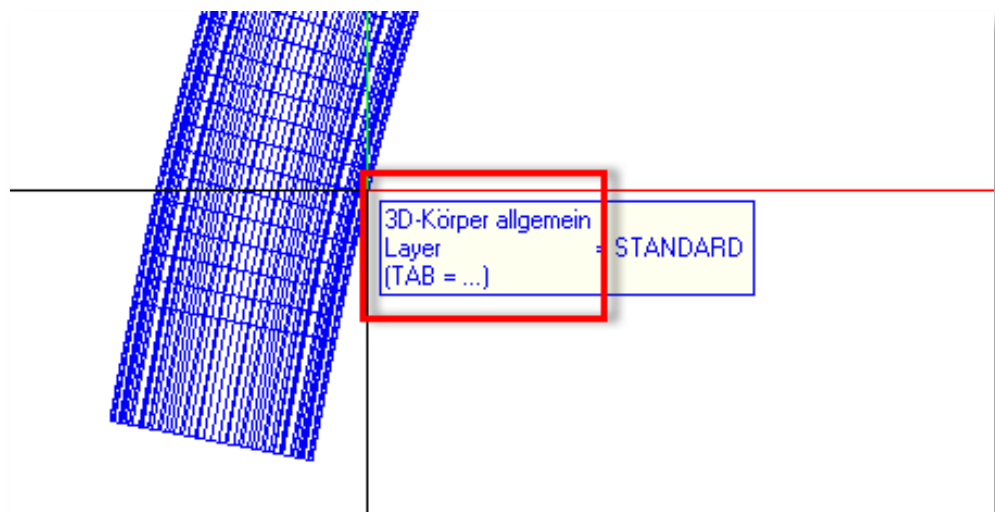 3D-Körper allgemein
Layer = STANDARD
(TAB = ...)